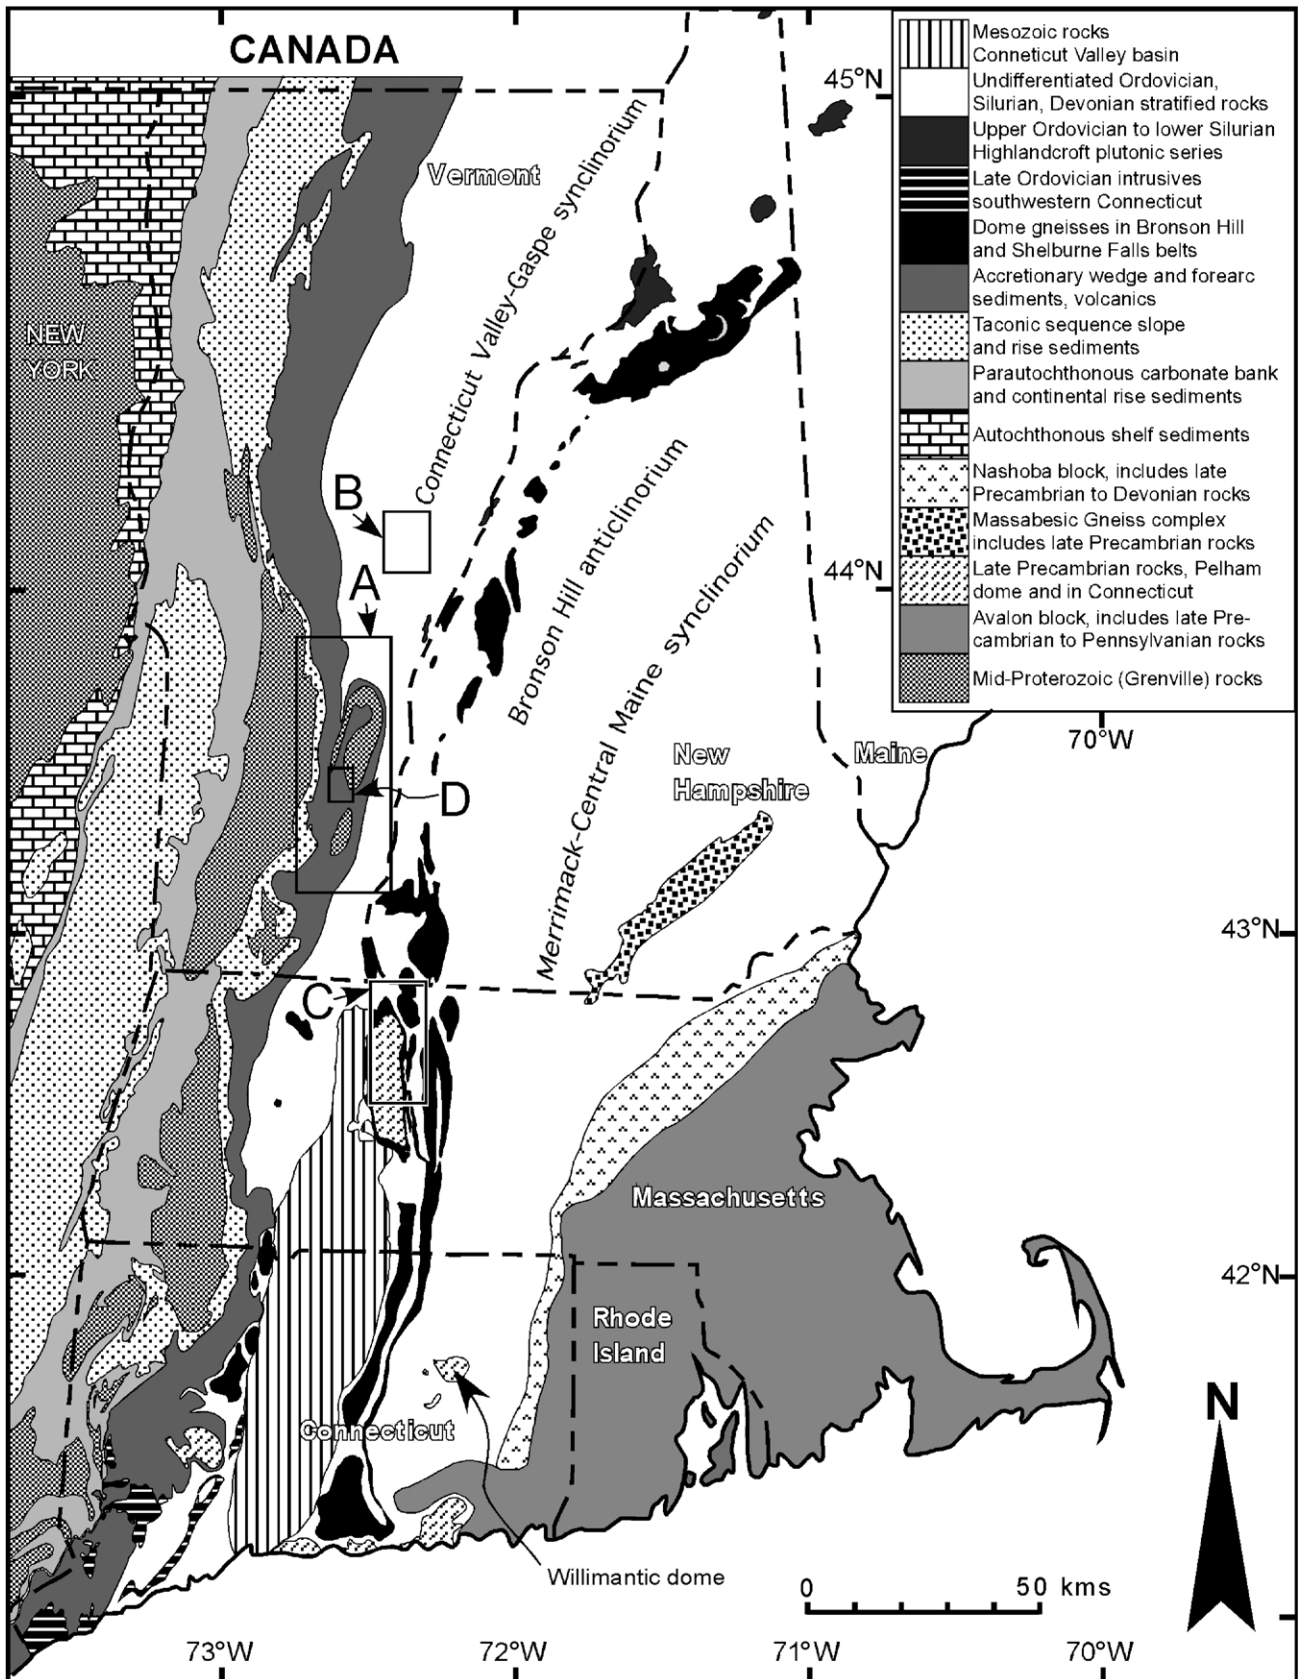 CANADA
45°N
Vermont
NEW
YORK
Connecticut Valley-Gaspe synclinorium
B
A
44°N
Bronson Hill anticlinorium
Merrimack-Central Maine synclinorium
D
New
Hampshire
Maine
70°W
43°N
C
Massachusetts
42°N
Rhode
Island
Connecticut
N
Willimantic dome
0 50 kms
73°W
72°W
71°W
70°W
Mesozoic rocks
Conneticut Valley basin
Undifferentiated Ordovician,
Silurian, Devonian stratified rocks
Upper Ordovician to lower Silurian
Highlandcroft plutonic series
Late Ordovician intrusives
southwestern Connecticut
Dome gneisses in Bronson Hill
and Shelburne Falls belts
Accretionary wedge and forearc
sediments, volcanics
Taconic sequence slope
and rise sediments
Parautochthonous carbonate bank
and continental rise sediments
Autochthonous shelf sediments
Nashoba block, includes late
Precambrian to Devonian rocks
Massabesic Gneiss complex
includes late Precambrian rocks
Late Precambrian rocks, Pelham
dome and in Connecticut
Avalon block, includes late Pre-
cambrian to Pennsylvanian rocks
Mid-Proterozoic (Grenville) rocks